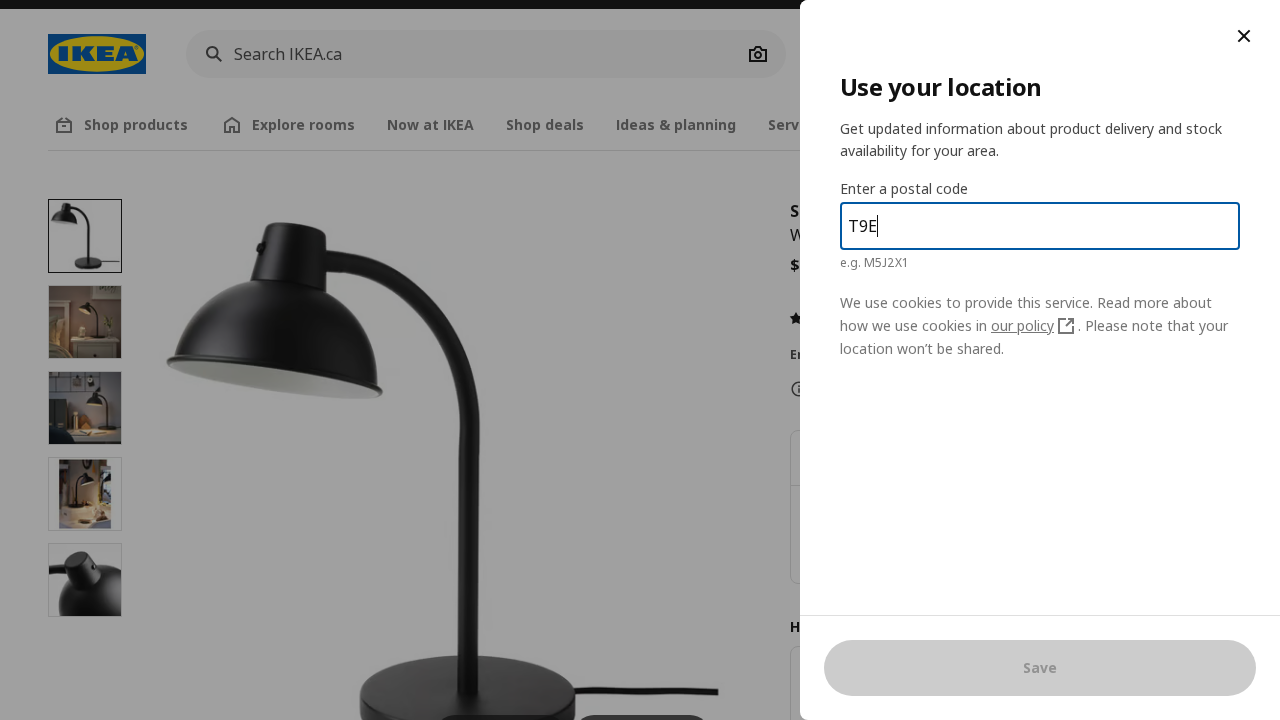 IKEA
Search IKEA.ca
Shop products
Explore rooms
Now at IKEA
Shop deals
Ideas & planning
Serv
$
Use your location
Get updated information about product delivery and stock
availability for your area.
Enter a postal code
T9E
e.g. M5J2X1
We use cookies to provide this service. Read more about
how we use cookies in our policy . Please note that your
location won’t be shared.
Save